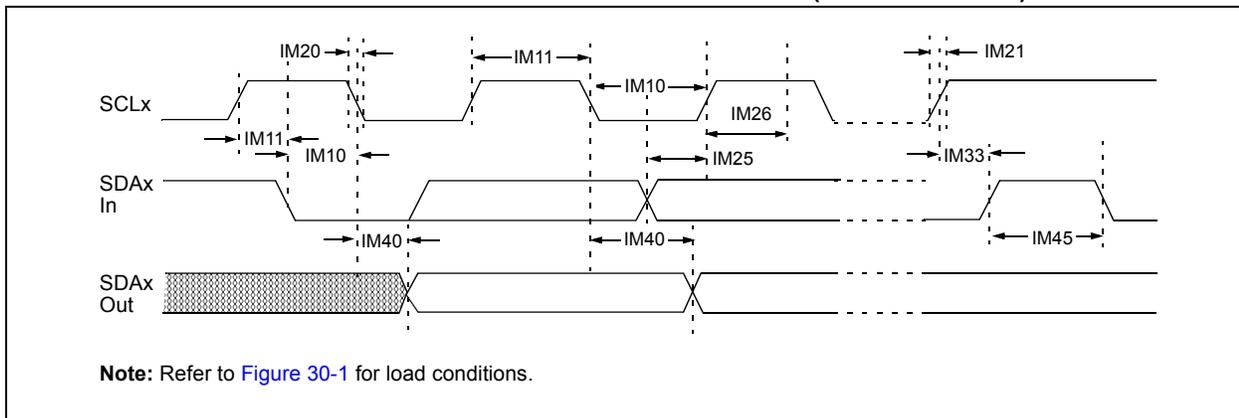 IM20
IM11
IM21
IM10
SCLx
IM26
IM11
IM10
IM25
IM33
SDAx
In
IM40
IM40
IM45
SDAx
Out
Note: Refer to Figure 30-1 for load conditions.